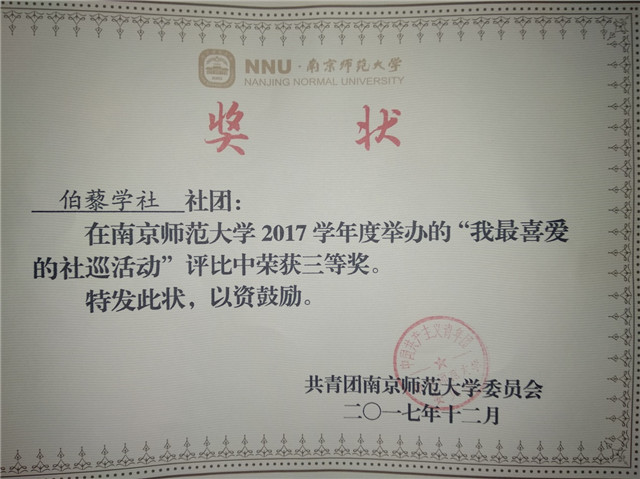 NNU·南京师范大学
NANJING NORMAL UNIVERSITY
奖 状
伯藜学社 社团：
在南京师范大学2017学年度举办的“我最喜爱
的社巡活动”评比中荣获三等奖。
特发此状，以资鼓励。
共青团南京师范大学委员会
二〇一七年十二月